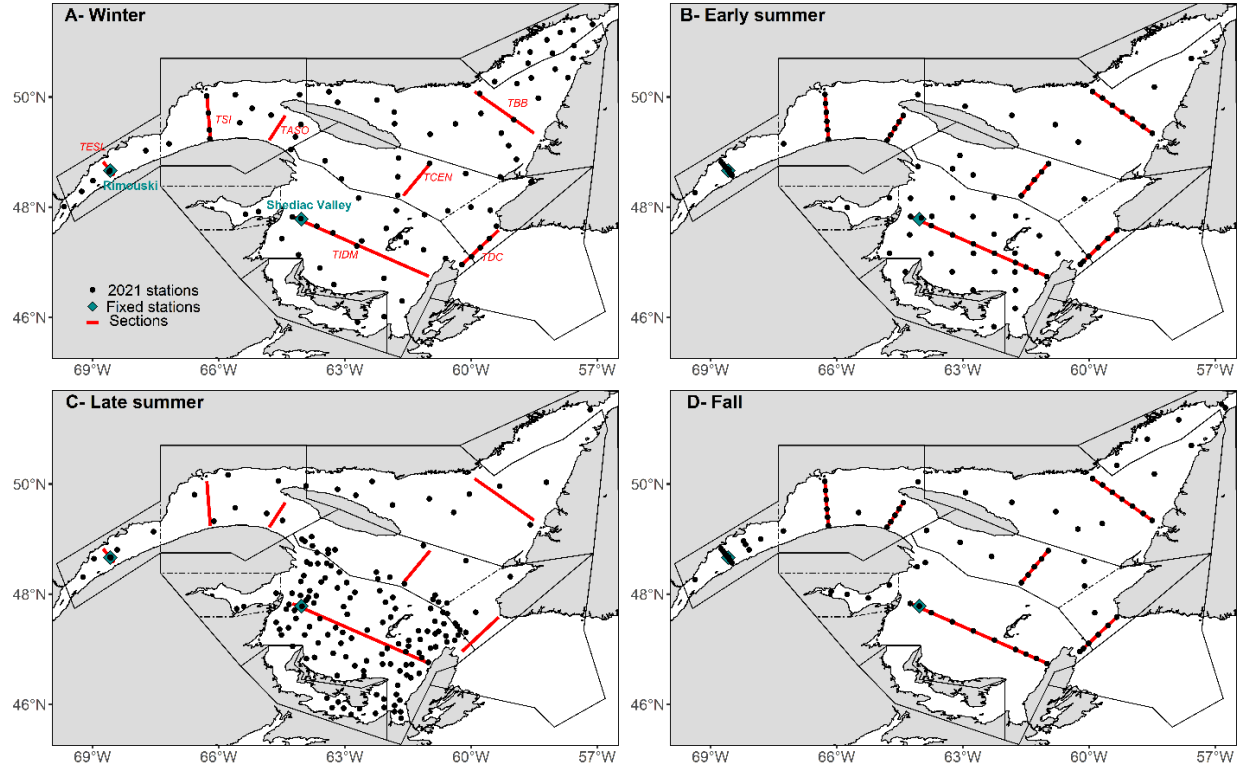 A- Winter
B- Early summer
50°N
48°N
46°N
TSI
TASO
TBB
TESL
Rimouski
TCEN
Shediac Valley
TIDM
TDC
2021 stations
Fixed stations
Sections
69°W 66°W 63°W 60°W 57°W
50°N
48°N
46°N
69°W 66°W 63°W 60°W 57°W
C- Late summer
D- Fall
50°N
48°N
46°N
69°W 66°W 63°W 60°W 57°W
50°N
48°N
46°N
69°W 66°W 63°W 60°W 57°W